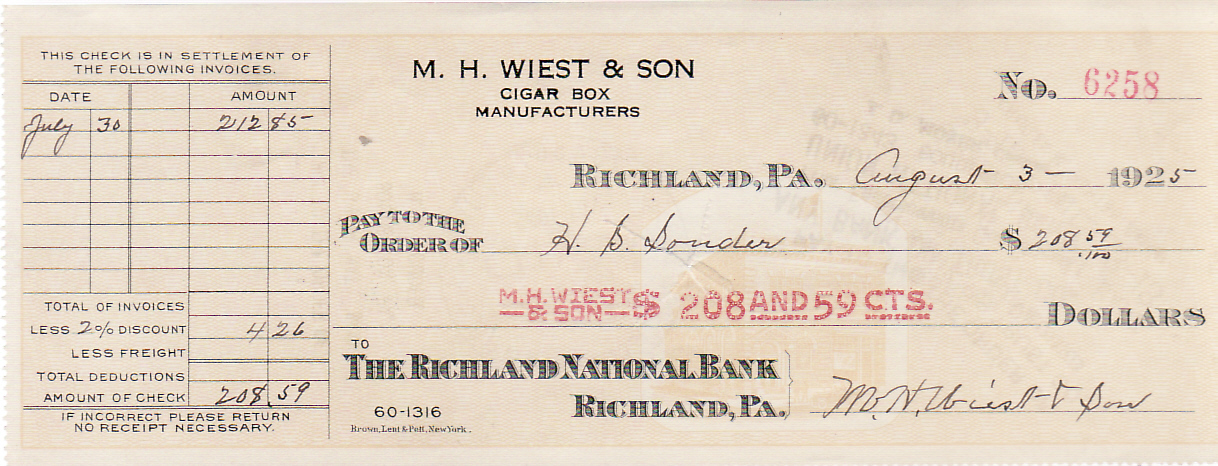 THIS CHECK IS IN SETTLEMENT OF
THE FOLLOWING INVOICES.
DATE AMOUNT
July 30 212 85
TOTAL OF INVOICES
LESS 2% DISCOUNT 4 26
LESS FREIGHT
TOTAL DEDUCTIONS
AMOUNT OF CHECK 208.59
IF INCORRECT PLEASE RETURN
NO RECEIPT NECESSARY.
M. H. WIEST & SON
CIGAR BOX
MANUFACTURERS
No. 6258
RICHLAND, PA. August 3 — 1925
PAY TO THE
ORDER OF H. B. Souder $ 208 59/100
M.H. WIEST & SON $ 208 AND 59 CTS.
DOLLARS
TO
THE RICHLAND NATIONAL BANK
RICHLAND, PA.
60-1316
M. H. Wiest & Son
Brown, Lent & Pett, New York.